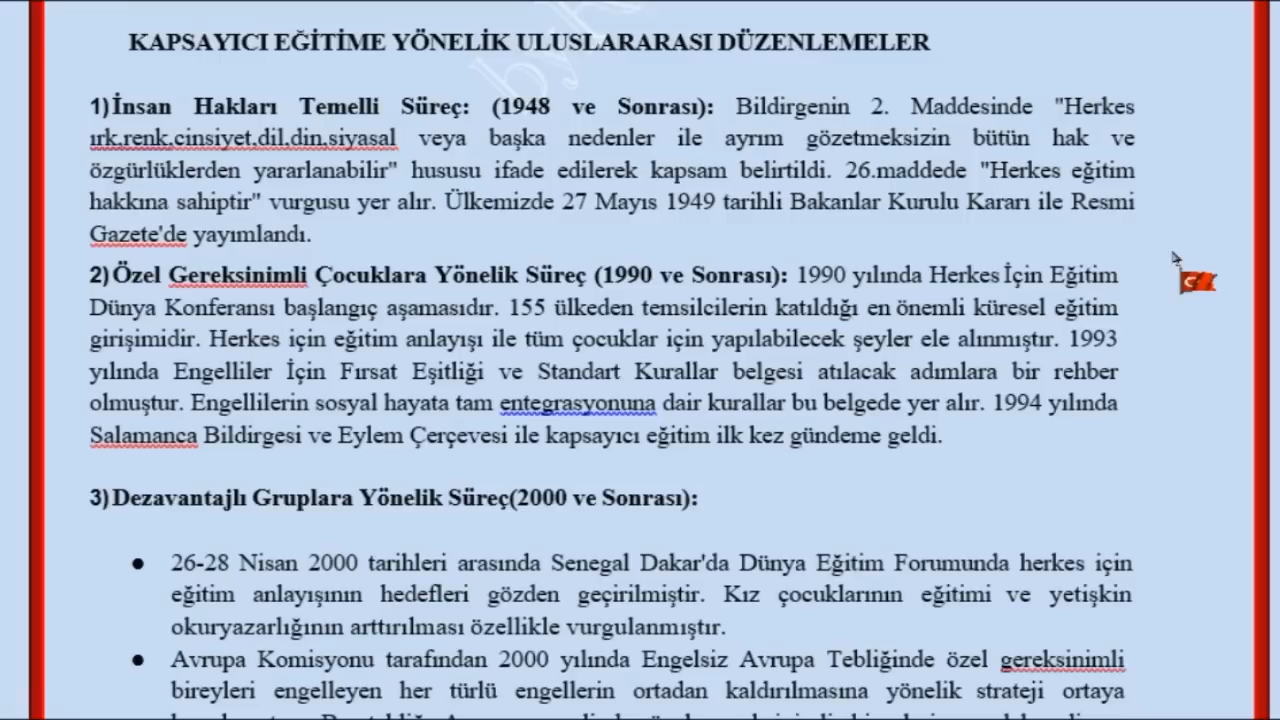 KAPSAYICI EĞİTİME YÖNELİK ULUSLARARASI DÜZENLEMELER
1)İnsan Hakları Temelli Süreç: (1948 ve Sonrası): Bildirgenin 2. Maddesinde "Herkes
ırk,renk,cinsiyet,dil,din,siyasal veya başka nedenler ile ayrım gözetmeksizin bütün hak ve
özgürlüklerden yararlanabilir" hususu ifade edilerek kapsam belirtildi. 26.maddede "Herkes eğitim
hakkına sahiptir" vurgusu yer alır. Ülkemizde 27 Mayıs 1949 tarihli Bakanlar Kurulu Kararı ile Resmi
Gazete'de yayımlandı.
2)Özel Gereksinimli Çocuklara Yönelik Süreç (1990 ve Sonrası): 1990 yılında Herkes İçin Eğitim
Dünya Konferansı başlangıç aşamasıdır. 155 ülkeden temsilcilerin katıldığı en önemli küresel eğitim
girişimidir. Herkes için eğitim anlayışı ile tüm çocuklar için yapılabilecek şeyler ele alınmıştır. 1993
yılında Engelliler İçin Fırsat Eşitliği ve Standart Kurallar belgesi atılacak adımlara bir rehber
olmuştur. Engellilerin sosyal hayata tam entegrasyonuna dair kurallar bu belgede yer alır. 1994 yılında
Salamanca Bildirgesi ve Eylem Çerçevesi ile kapsayıcı eğitim ilk kez gündeme geldi.
3)Dezavantajlı Gruplara Yönelik Süreç(2000 ve Sonrası):
● 26-28 Nisan 2000 tarihleri arasında Senegal Dakar'da Dünya Eğitim Forumunda herkes için
eğitim anlayışının hedefleri gözden geçirilmiştir. Kız çocuklarının eğitimi ve yetişkin
okuryazarlığının arttırılması özellikle vurgulanmıştır.
● Avrupa Komisyonu tarafından 2000 yılında Engelsiz Avrupa Tebliğinde özel gereksinimli
bireyleri engelleyen her türlü engellerin ortadan kaldırılmasına yönelik strateji ortaya